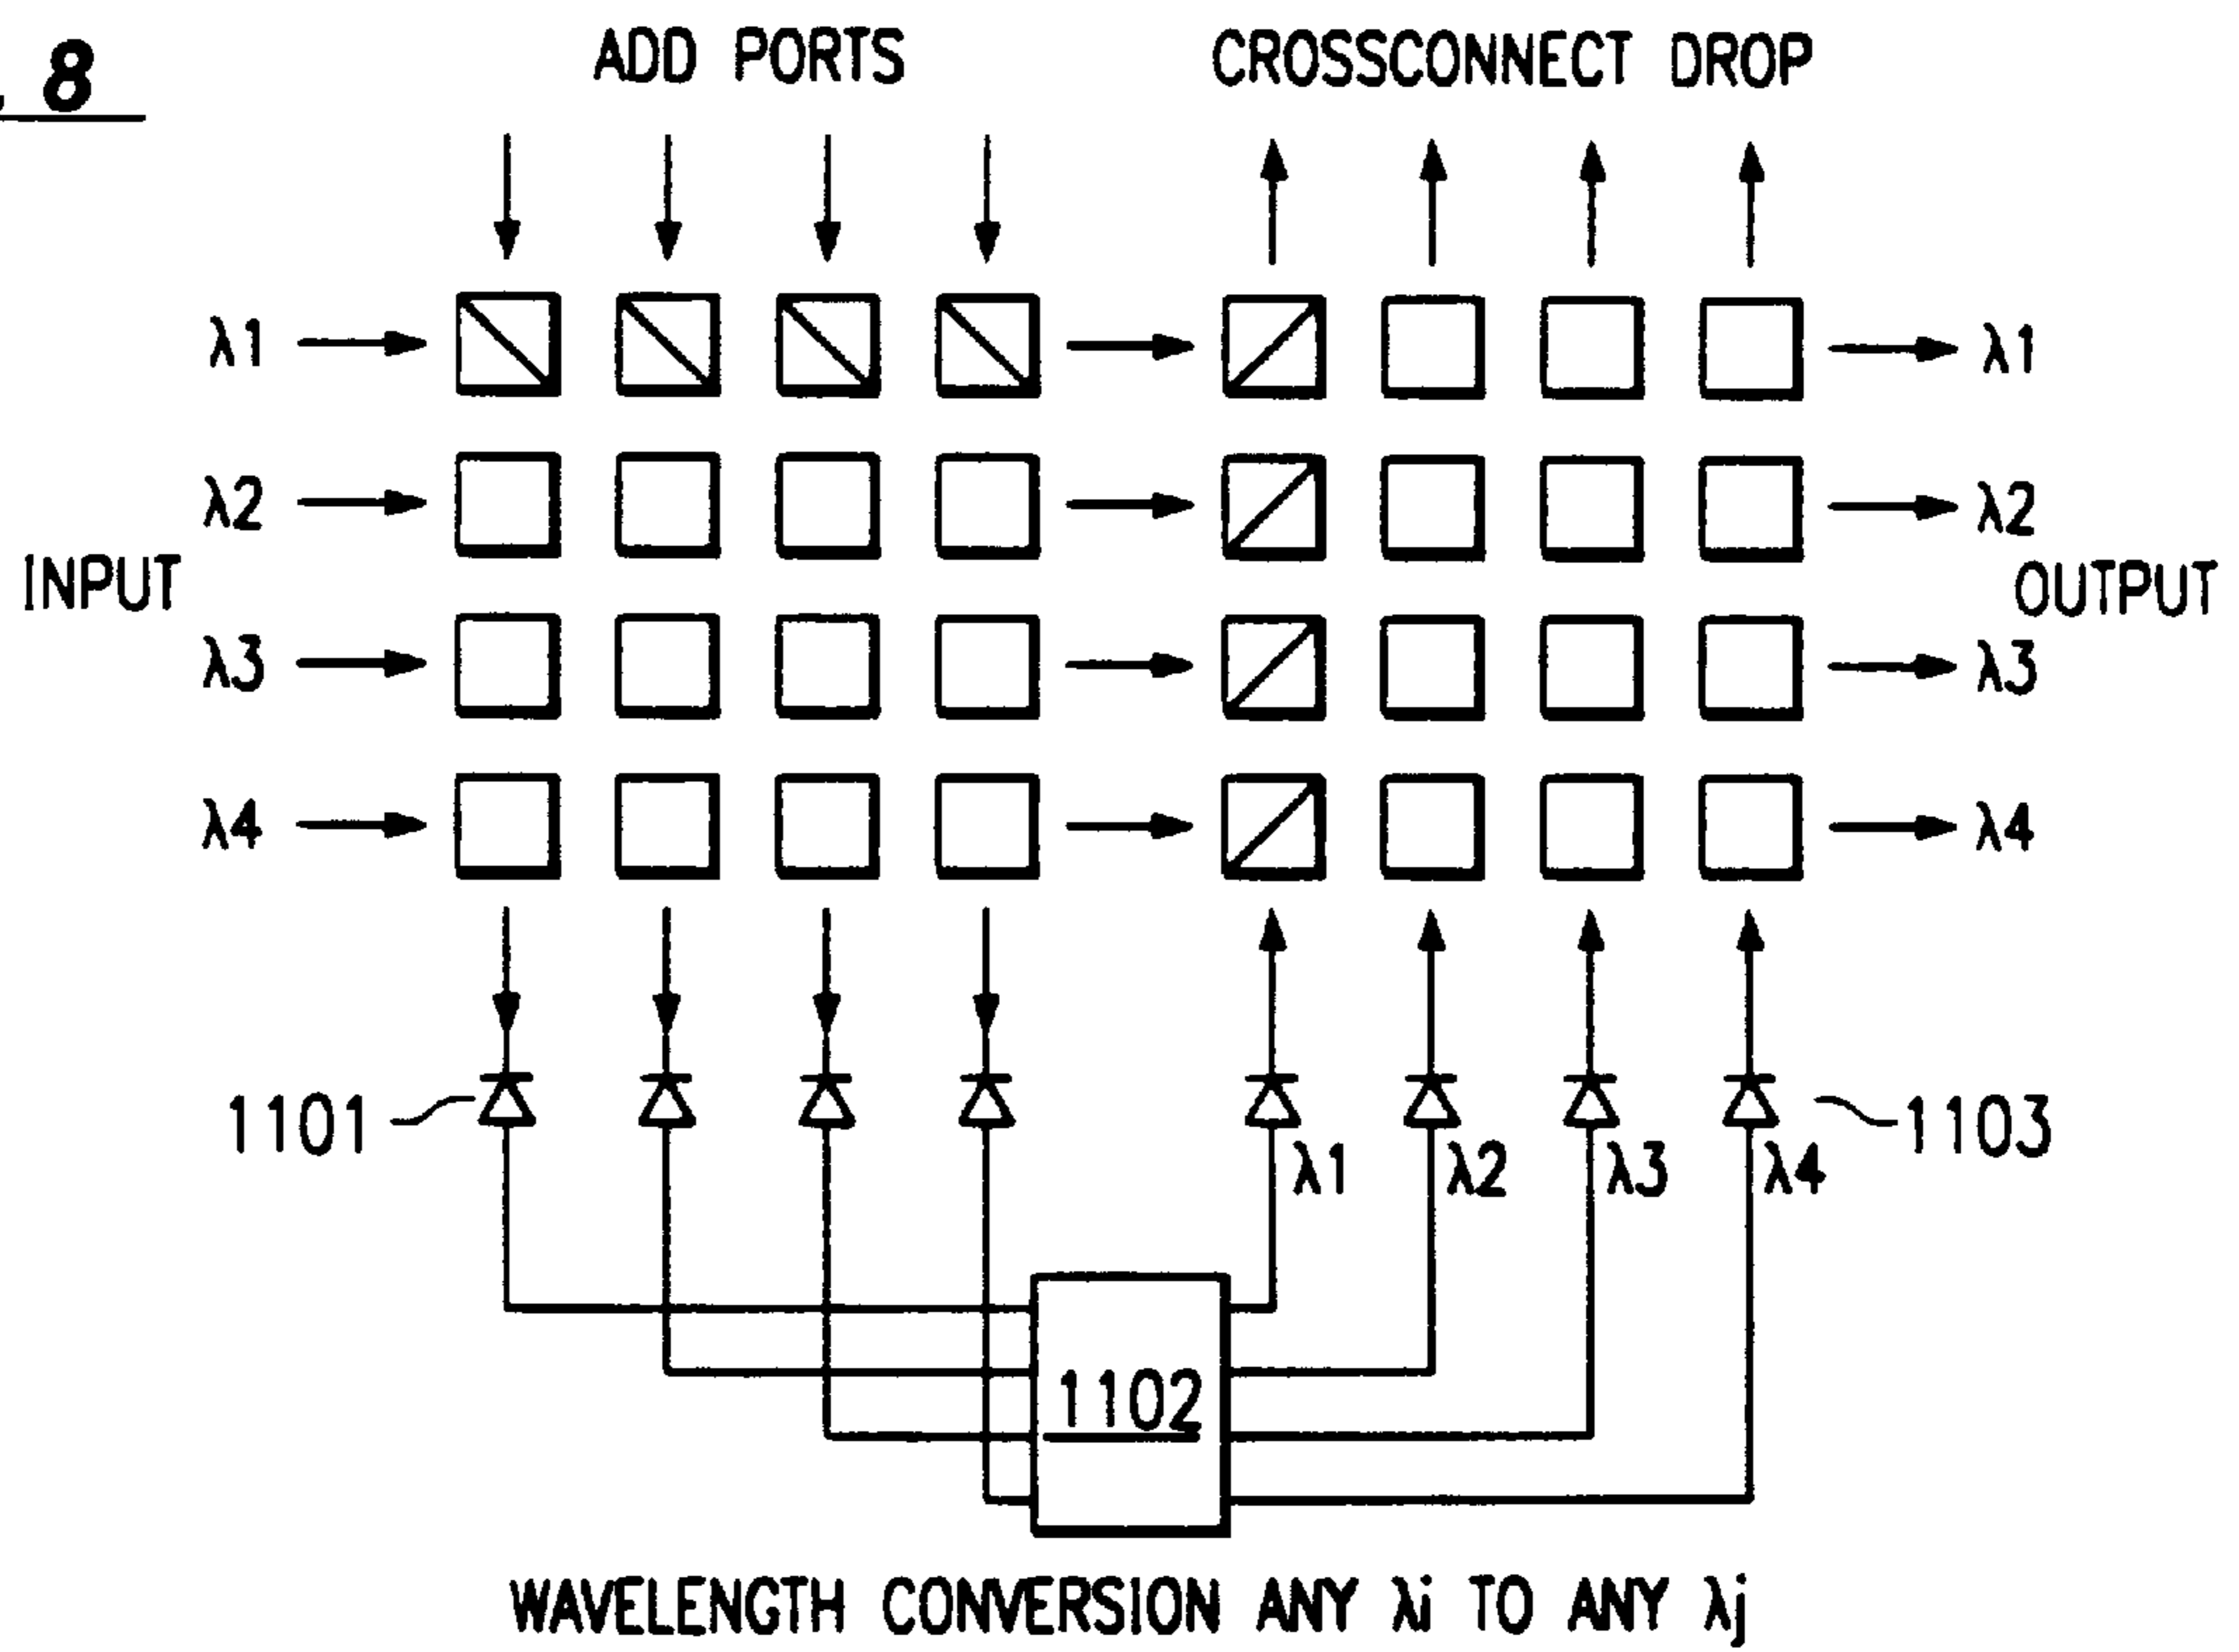 8
ADD PORTS
CROSSCONNECT DROP
λ1
λ1
λ2
λ2
INPUT
OUTPUT
λ3
λ3
λ4
λ4
1101
1103
λ1
λ2
λ3
λ4
1102
WAVELENGTH CONVERSION ANY λi TO ANY λj